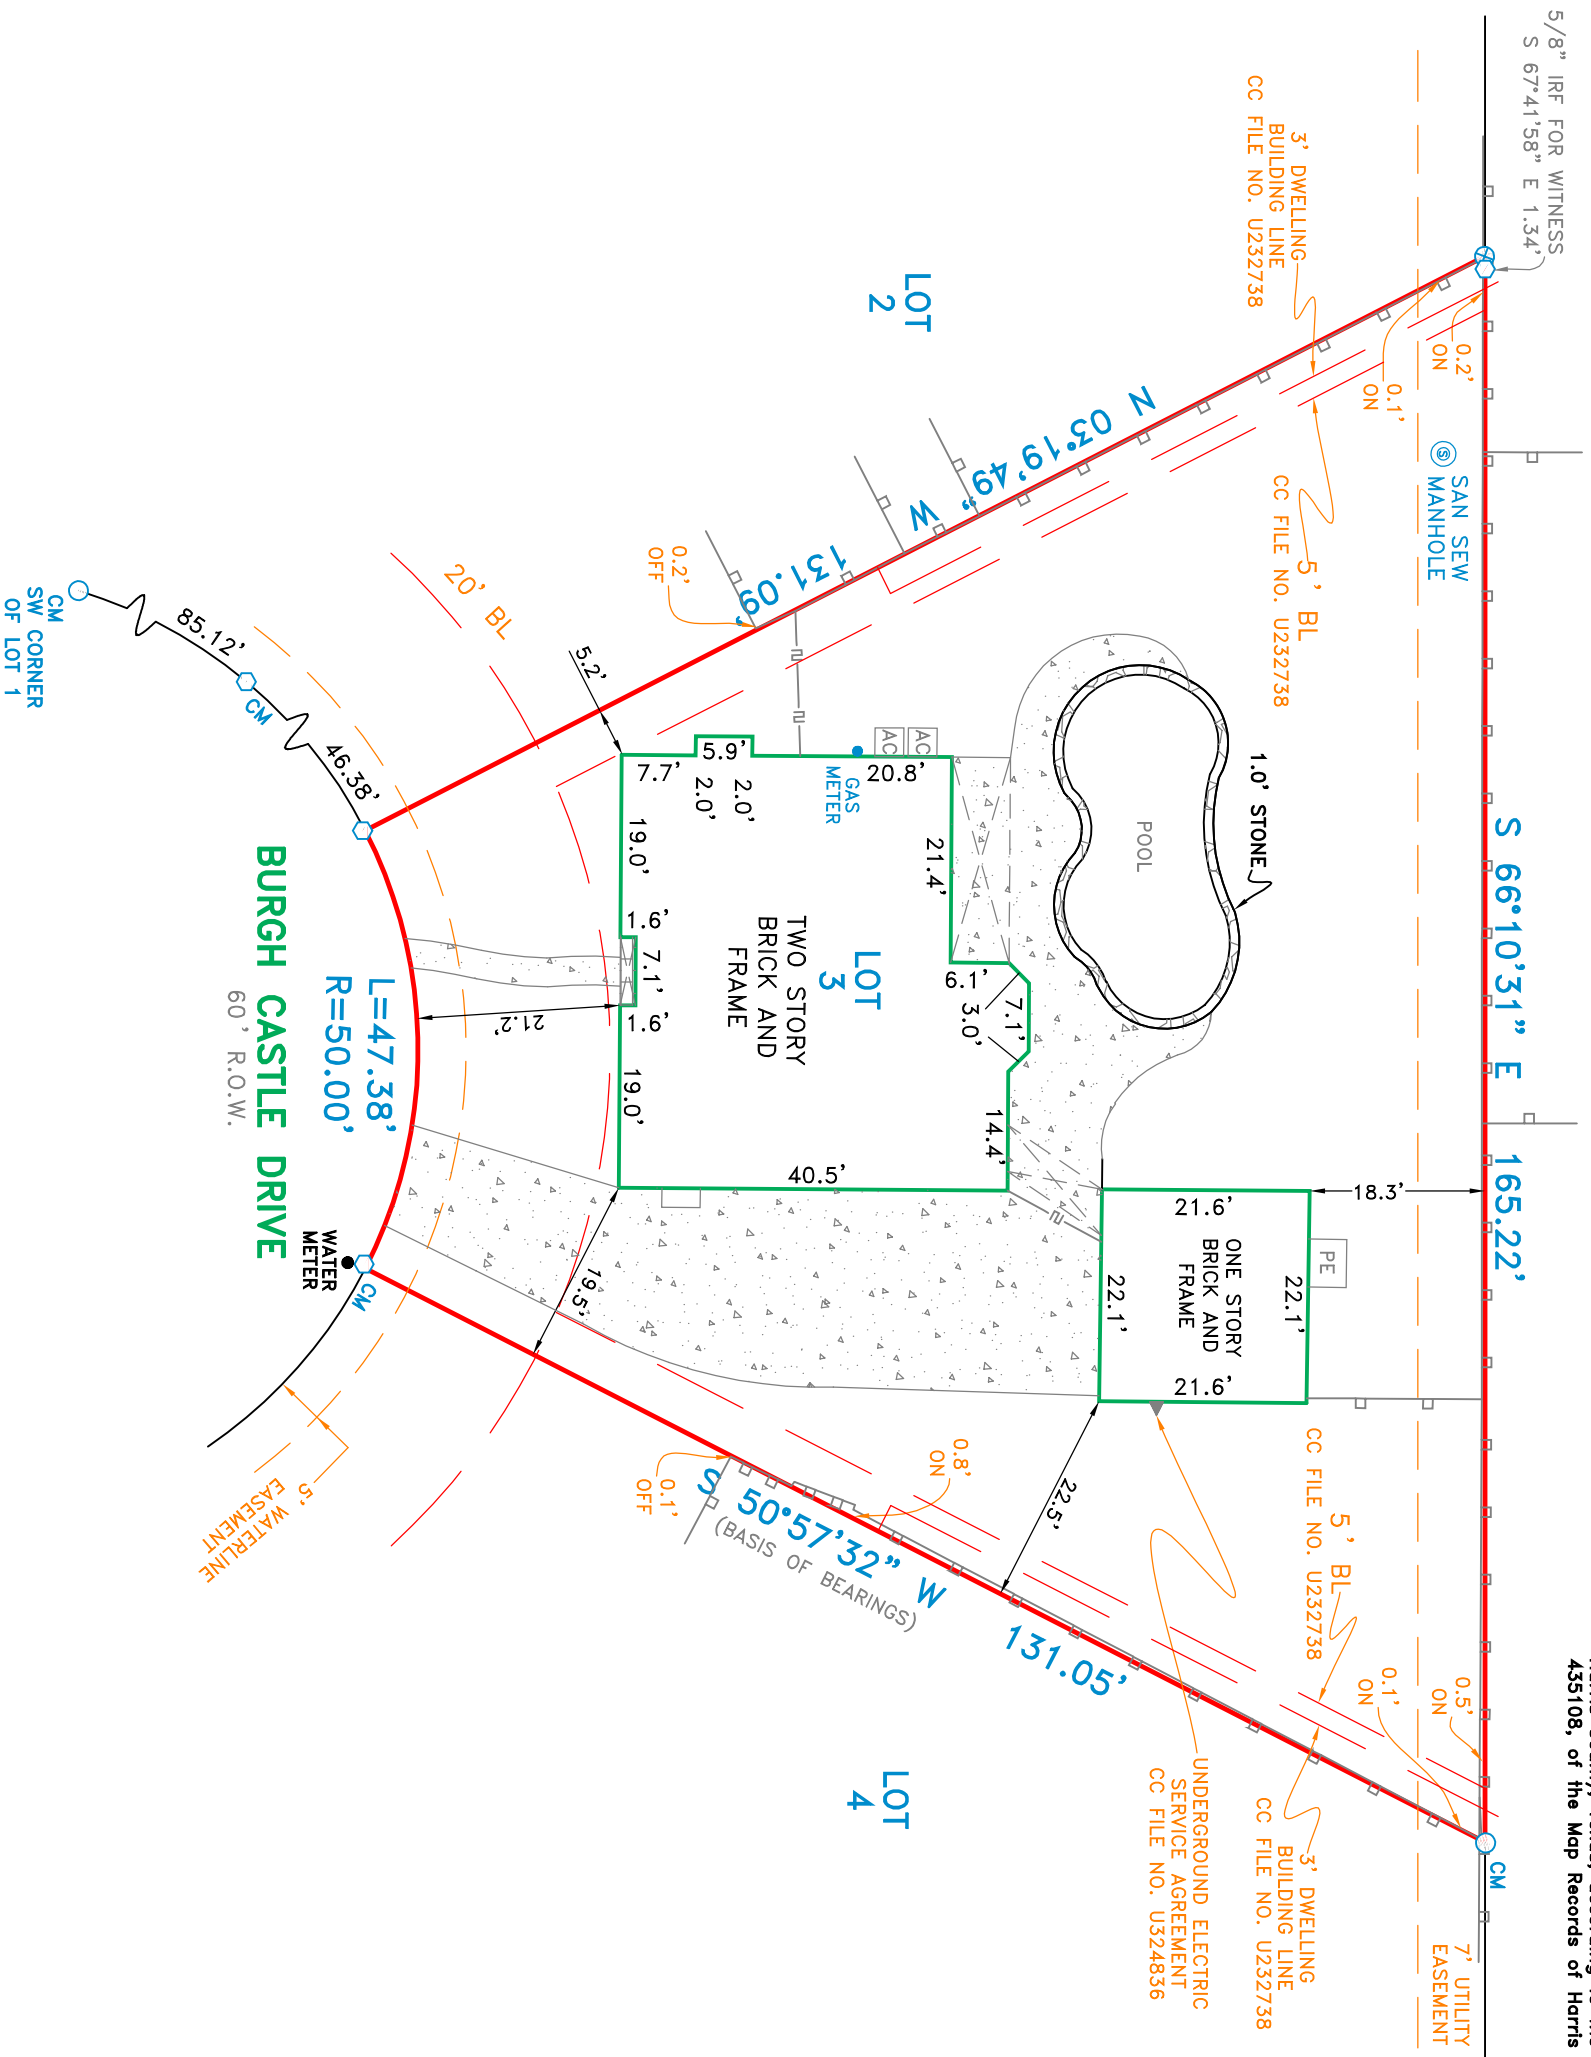 5/8" IRF FOR WITNESS
S 67°41'58" E 1.34'
435108, of the Map Records of Harris
3' DWELLING
BUILDING LINE
CC FILE NO. U232738
0.2'
ON
0.1'
ON
SAN SEW
MANHOLE
S
5' BL
CC FILE NO. U232738
S 66°10'31" E 165.22'
CM
7' UTILITY
EASEMENT
0.5'
ON
0.1'
ON
5' BL
CC FILE NO. U232738
3' DWELLING
BUILDING LINE
CC FILE NO. U232738
UNDERGROUND ELECTRIC
SERVICE AGREEMENT
CC FILE NO. U324836
LOT
2
N 03°19'49" W 131.09'
1.0' STONE
POOL
18.3'
PE
21.6'
22.1'
ONE STORY
BRICK AND
FRAME
22.1'
21.6'
22.5'
LOT
4
0.2'
OFF
5.2'
AC
AC
GAS
METER
20.8'
5.9'
7.7'
2.0'
2.0'
21.4'
6.1'
3.0'
7.1'
14.4'
LOT
3
TWO STORY
BRICK AND
FRAME
40.5'
19.0'
1.6'
7.1'
1.6'
19.0'
0.8'
ON
0.1'
OFF
S 50°57'32" W 131.05'
(BASIS OF BEARINGS)
20' BL
21.2'
19.5'
85.12'
CM
46.38'
CM
SW CORNER
OF LOT 1
L=47.38'
R=50.00'
BURGH CASTLE DRIVE
60' R.O.W.
WATER
METER
CM
5' WATERLINE
EASEMENT